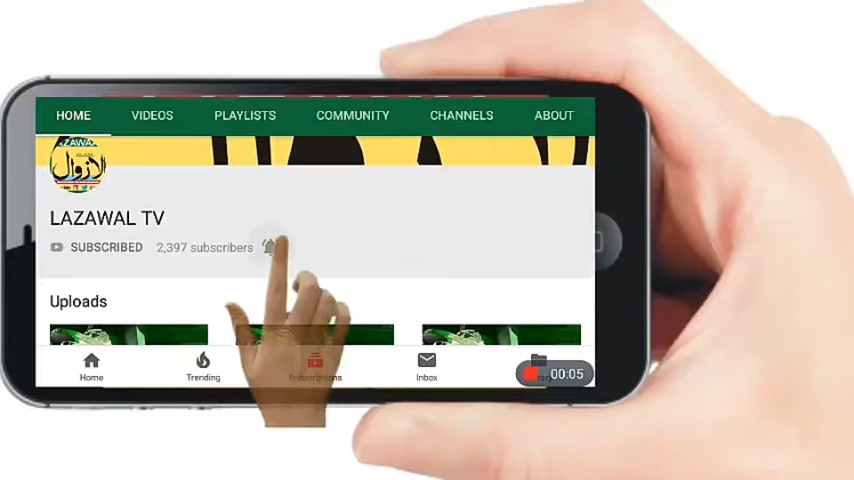 HOME VIDEOS PLAYLISTS COMMUNITY CHANNELS ABOUT
لازوال
LAZAWAL TV
SUBSCRIBED 2,397 subscribers
Uploads
Home Trending Subscriptions Inbox
00:05